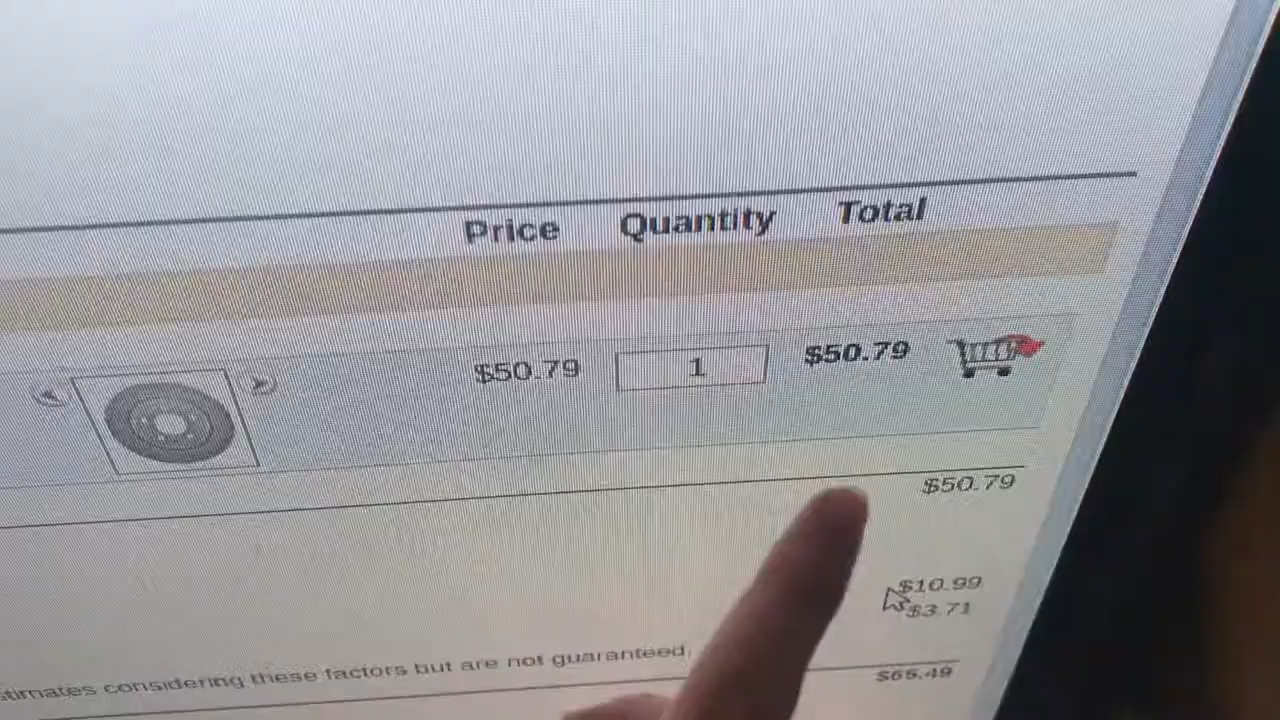 Price Quantity Total
$50.79 1 $50.79
$50.79
$10.99
$3.71
considering these factors but are not guaranteed
$65.49